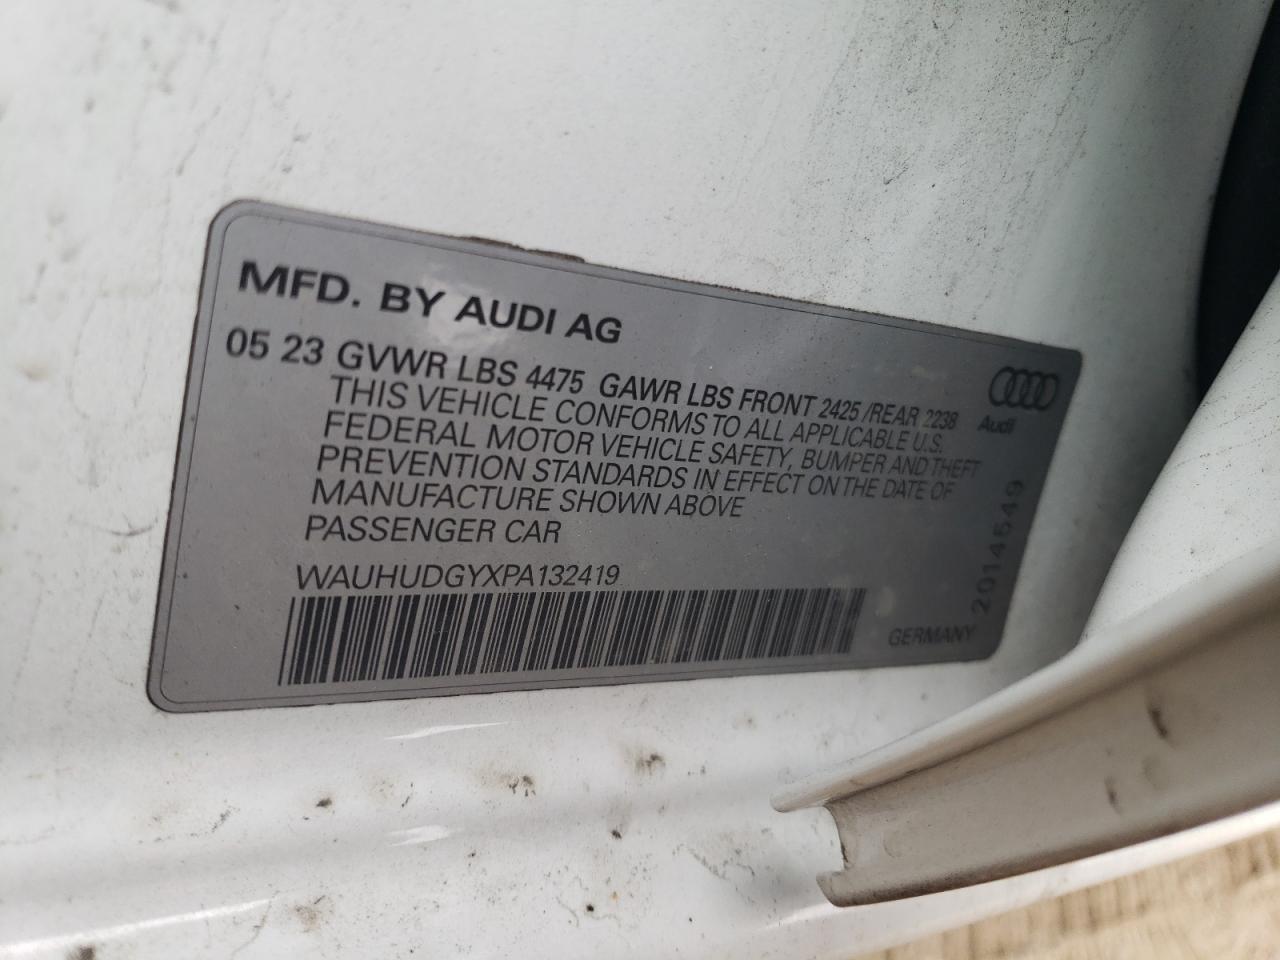 MFD. BY AUDI AG
05 23 GVWR LBS 4475 GAWR LBS FRONT 2425 /REAR 2238
THIS VEHICLE CONFORMS TO ALL APPLICABLE U.S.
FEDERAL MOTOR VEHICLE SAFETY, BUMPER AND THEFT
PREVENTION STANDARDS IN EFFECT ON THE DATE OF
MANUFACTURE SHOWN ABOVE
PASSENGER CAR
WAUHUDGYXPA132419
Audi
GERMANY
2014549